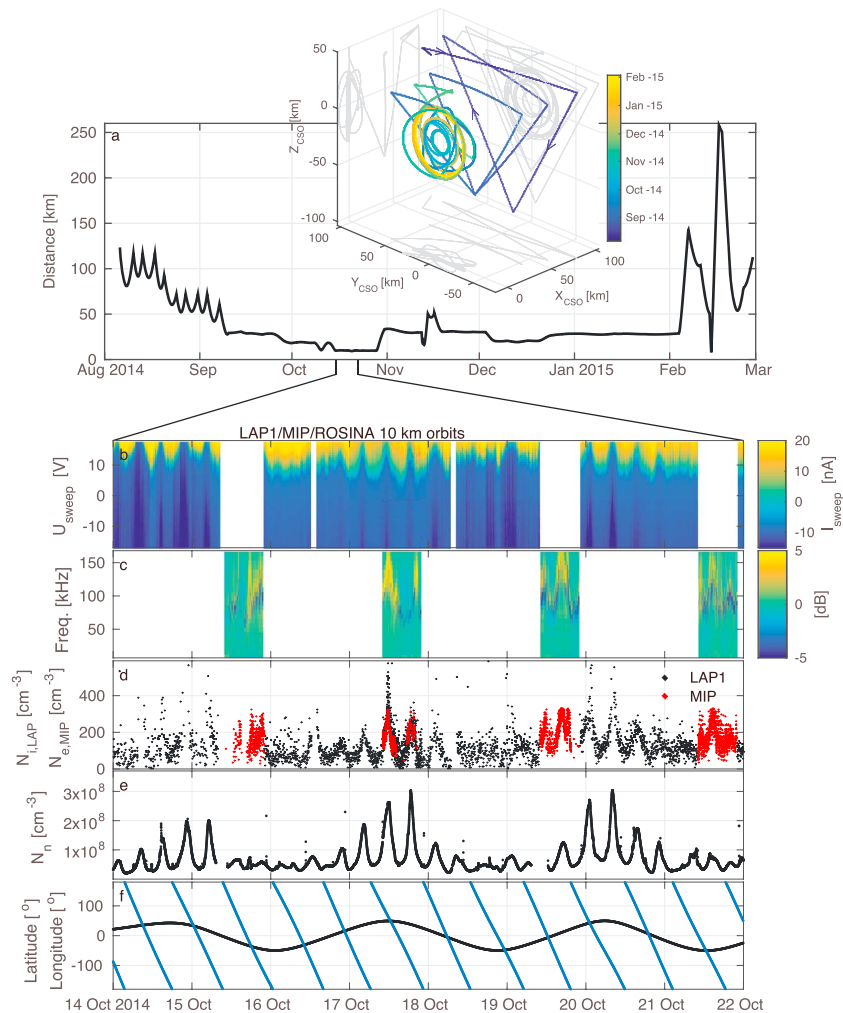 50
0
-50
-100
Z_CSO [km]
100
50
0
-50
Y_CSO [km]
0
50
100
X_CSO [km]
Feb -15
Jan -15
Dec -14
Nov -14
Oct -14
Sep -14
a
250
200
150
100
50
0
Distance [km]
Aug 2014 Sep Oct Nov Dec Jan 2015 Feb Mar
LAP1/MIP/ROSINA 10 km orbits
b
10
0
-10
U_sweep [V]
20
10
0
-10
I_sweep [nA]
c
150
100
50
Freq. [kHz]
5
0
-5
[dB]
d
400
200
0
N_i,LAP [cm^-3]
N_e,MIP [cm^-3]
LAP1
MIP
e
3x10^8
2x10^8
1x10^8
N_n [cm^-3]
f
100
0
-100
Latitude [°]
Longitude [°]
14 Oct 2014 15 Oct 16 Oct 17 Oct 18 Oct 19 Oct 20 Oct 21 Oct 22 Oct